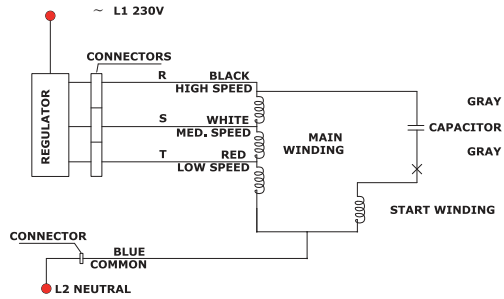 ~ L1 230V
CONNECTORS
REGULATOR
R BLACK
HIGH SPEED
GRAY
S WHITE
MED. SPEED
CAPACITOR
MAIN
WINDING
GRAY
T RED
LOW SPEED
START WINDING
CONNECTOR
BLUE
COMMON
L2 NEUTRAL